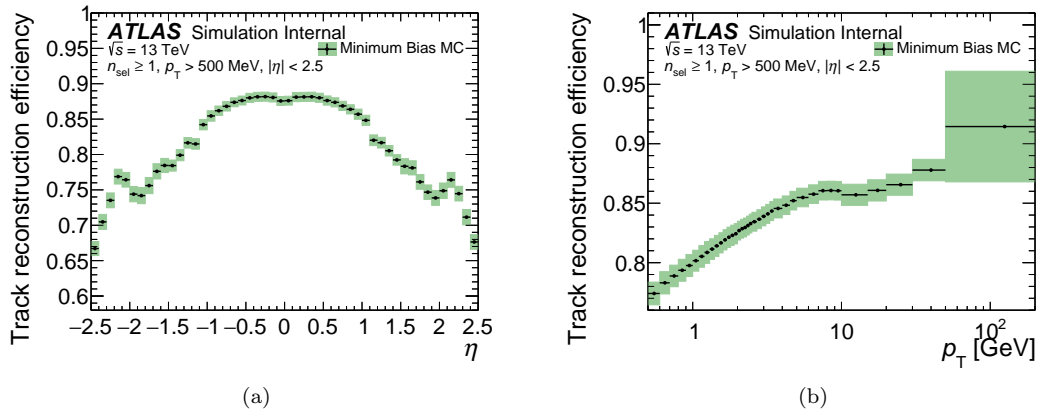 Track reconstruction efficiency
1
0.95
0.9
0.85
0.8
0.75
0.7
0.65
0.6
ATLAS Simulation Internal
√s = 13 TeV
Minimum Bias MC
n_sel ≥ 1, p_T > 500 MeV, |η| < 2.5
−2.5 −2 −1.5 −1 −0.5 0 0.5 1 1.5 2 2.5
η
(a)
Track reconstruction efficiency
1
0.95
0.9
0.85
0.8
ATLAS Simulation Internal
√s = 13 TeV
Minimum Bias MC
n_sel ≥ 1, p_T > 500 MeV, |η| < 2.5
1 10 10²
p_T [GeV]
(b)